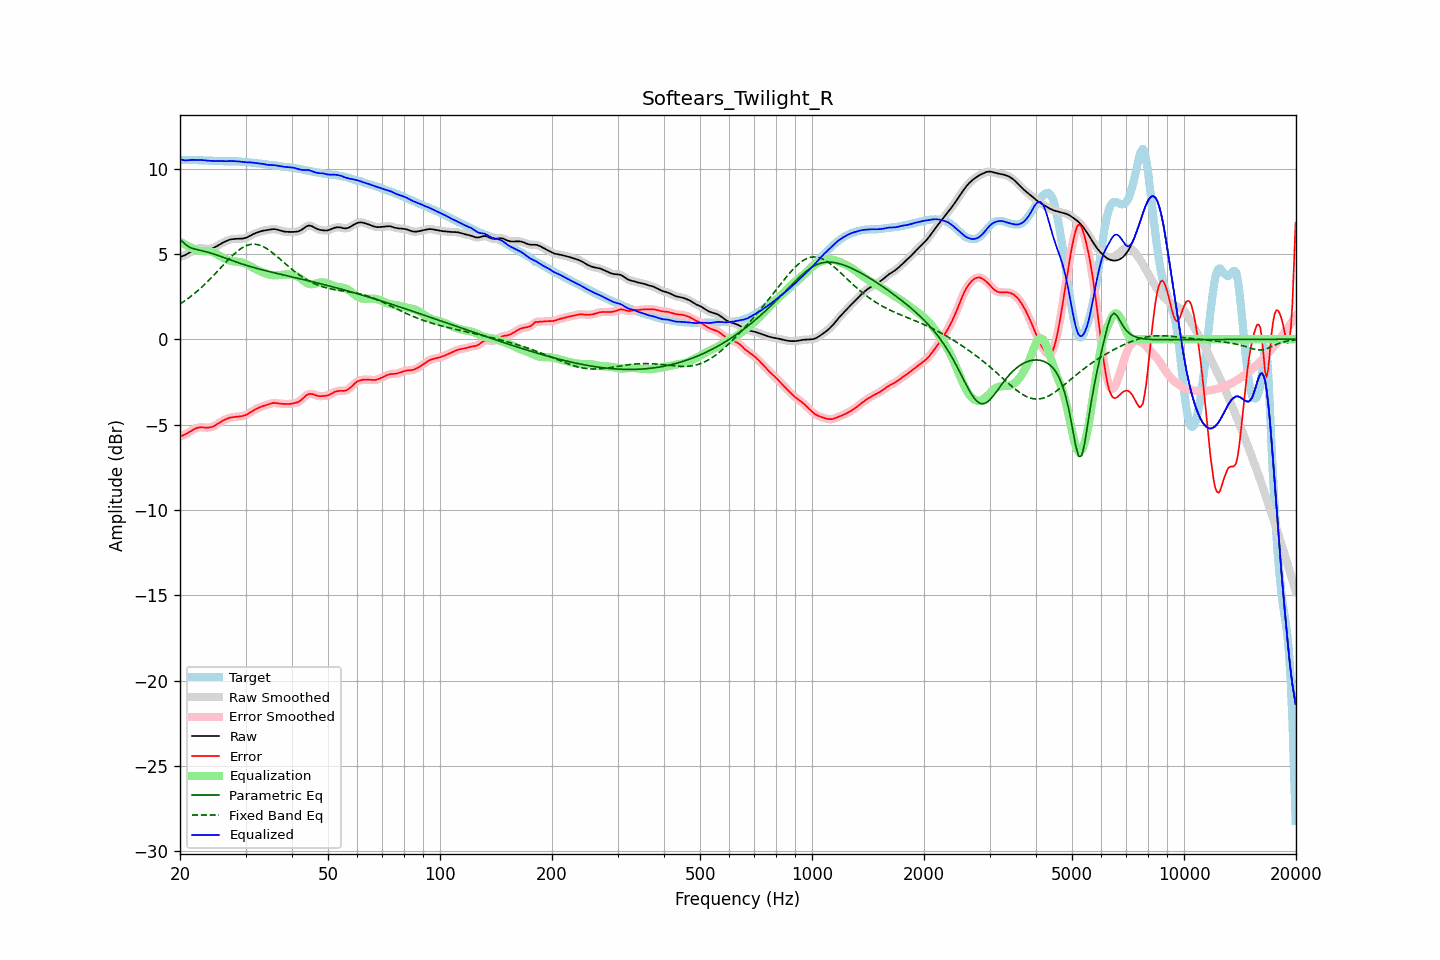 Softears_Twilight_R
Amplitude (dBr)
10
5
0
−5
−10
−15
−20
−25
−30
Target
Raw Smoothed
Error Smoothed
Raw
Error
Equalization
Parametric Eq
Fixed Band Eq
Equalized
20 50 100 200 500 1000 2000 5000 10000 20000
Frequency (Hz)